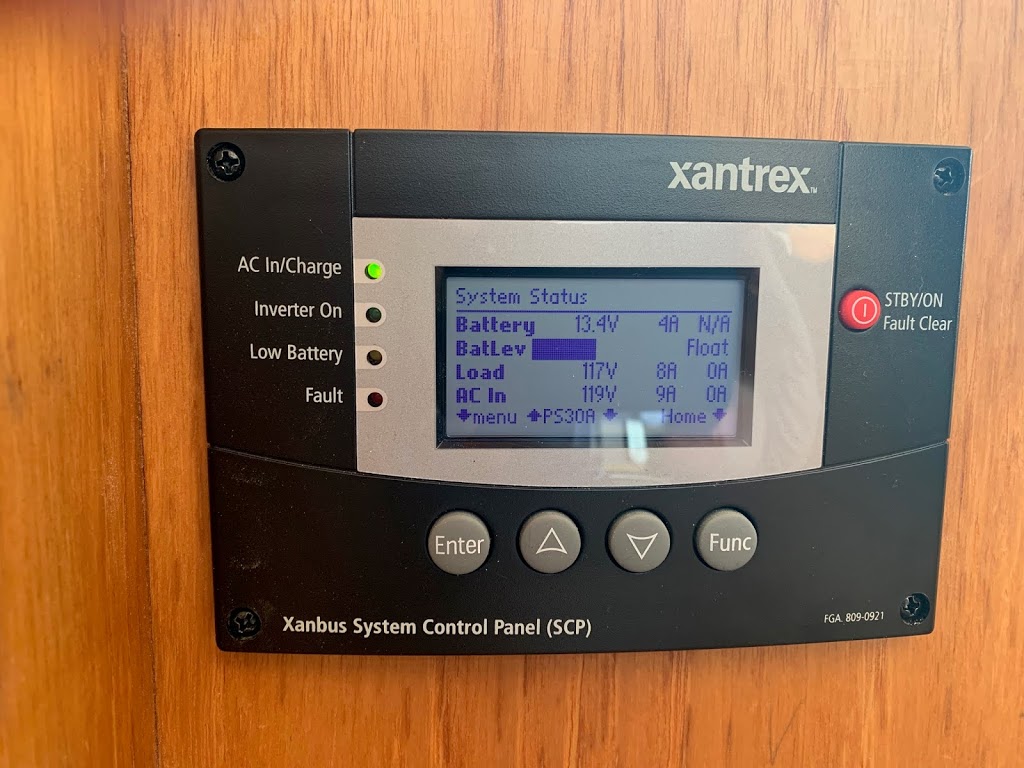 xantrex™
AC In/Charge
Inverter On
Low Battery
Fault
System Status
Battery 13.4V 4A N/A
BatLev Float
Load 117V 8A 0A
AC In 119V 9A 0A
menu PS30A Home
STBY/ON
Fault Clear
Enter
Func
Xanbus System Control Panel (SCP)
FGA. 809-0921